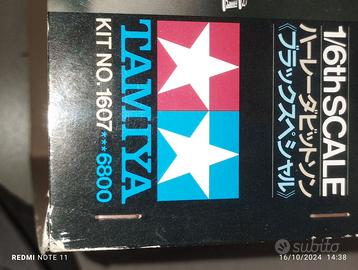 1/6th SCALE
ハーレーダビットソン
《ブラックスペシャル》
TAMIYA
KIT NO. 1607***6800
REDMI NOTE 11
16/10/2024 14:38
subito